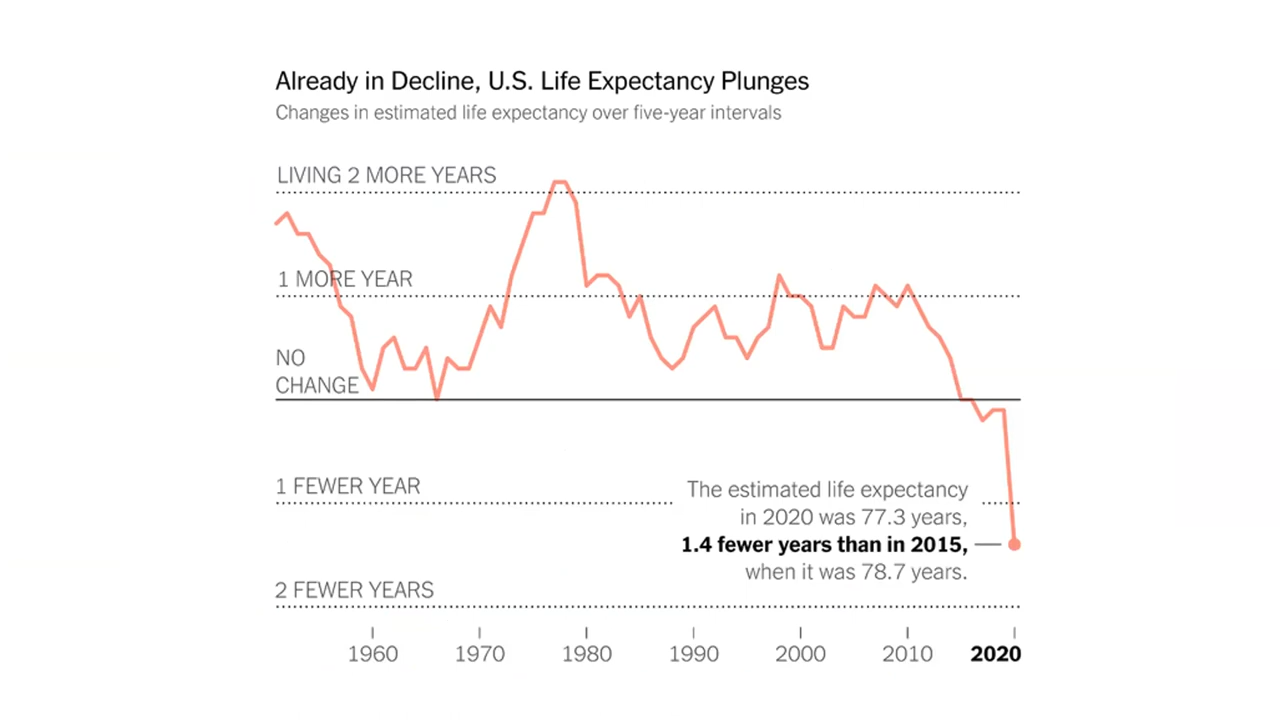 Already in Decline, U.S. Life Expectancy Plunges
Changes in estimated life expectancy over five-year intervals
LIVING 2 MORE YEARS
1 MORE YEAR
NO
CHANGE
1 FEWER YEAR
The estimated life expectancy
in 2020 was 77.3 years,
1.4 fewer years than in 2015,
when it was 78.7 years.
2 FEWER YEARS
1960 1970 1980 1990 2000 2010 2020